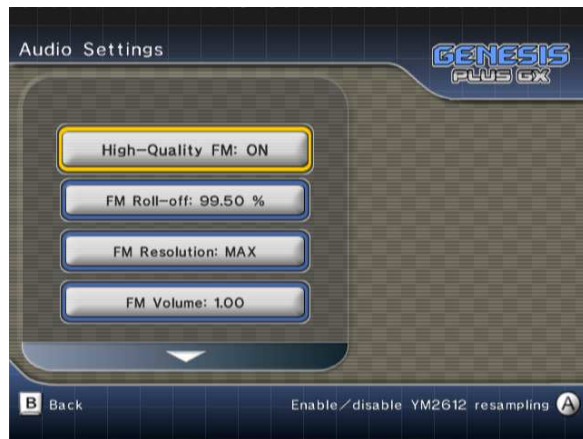 Audio Settings
GENESIS
PLUS GX
High-Quality FM: ON
FM Roll-off: 99.50 %
FM Resolution: MAX
FM Volume: 1.00
B Back
Enable/disable YM2612 resampling A